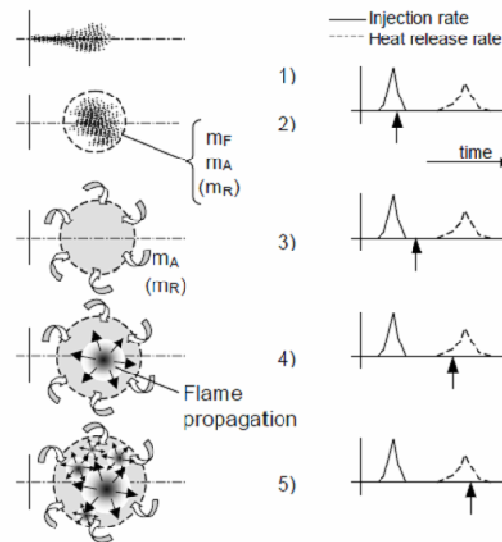 Injection rate
Heat release rate
1)
2)
mF
mA
(mR)
time
3)
mA
(mR)
4)
Flame
propagation
5)